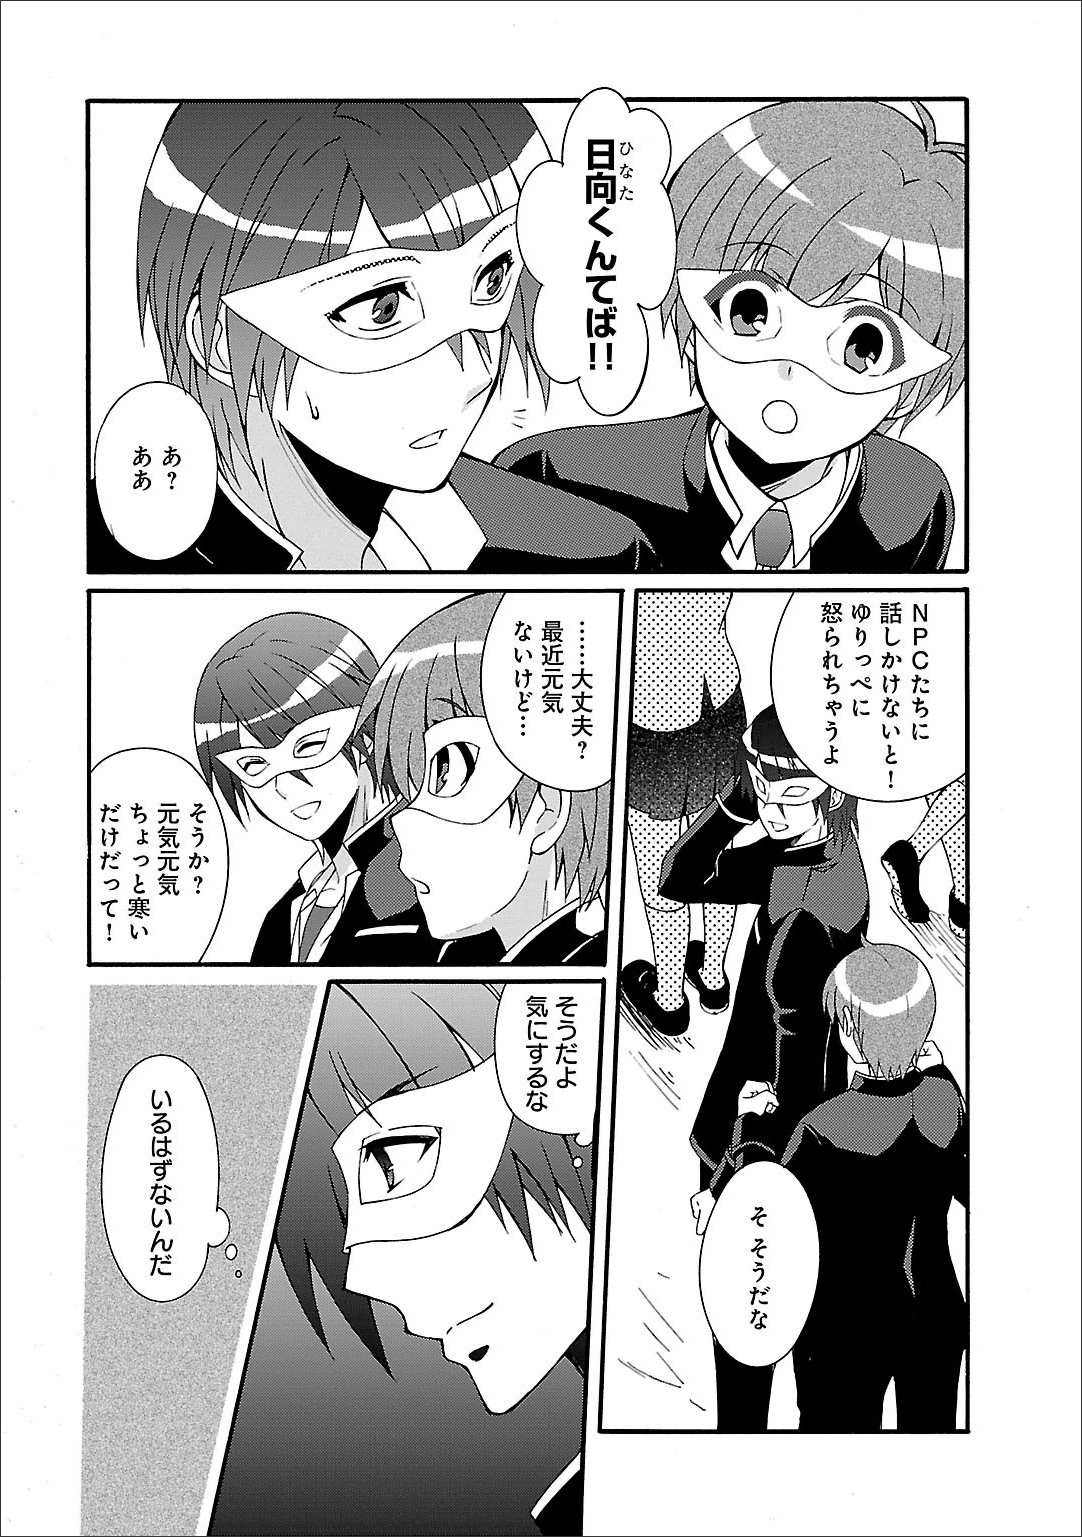 日向くんてば!!
ひなた
あ?
ああ
NPCたちに
話しかけないと!
ゆりっぺに
怒られちゃうよ
そ そうだな
……大丈夫?
最近元気
ないけど…
そうか?
元気元気
ちょっと寒い
だけだって!
そうだよ
気にするな
いるはずないんだ